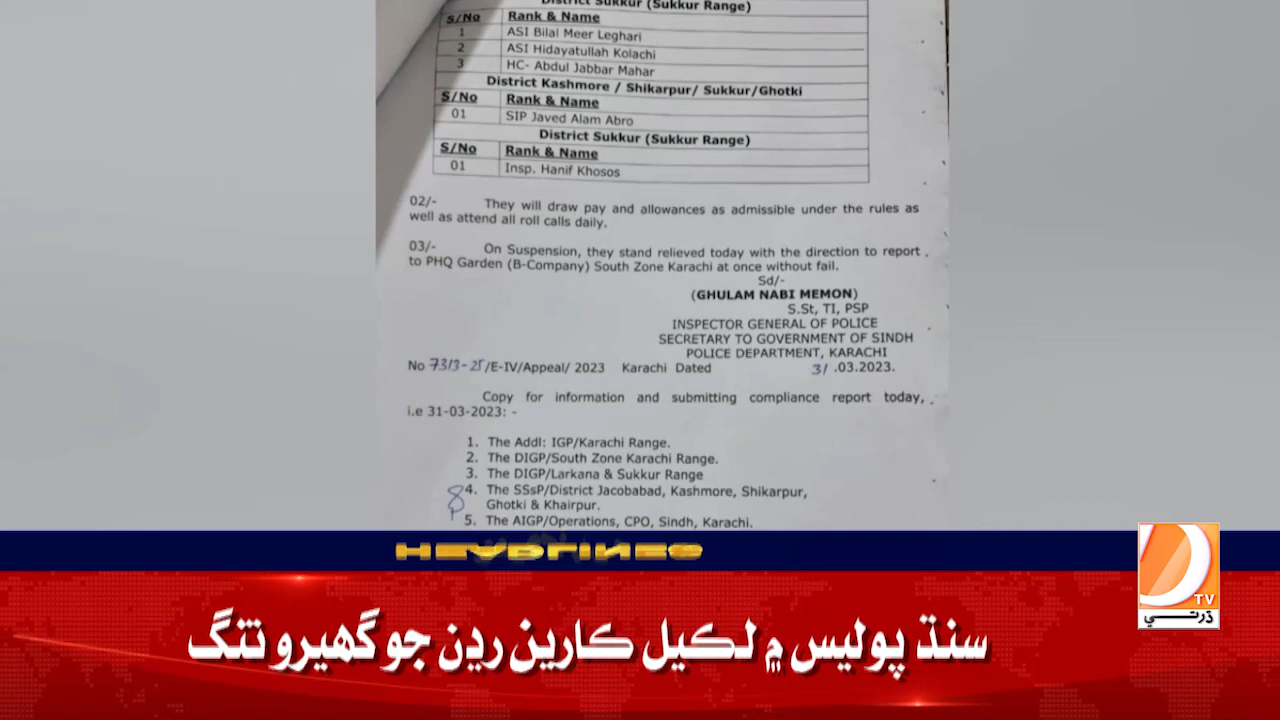 District Sukkur (Sukkur Range)
S/No Rank & Name
1 ASI Bilal Meer Leghari
2 ASI Hidayatullah Kolachi
3 HC- Abdul Jabbar Mahar
District Kashmore / Shikarpur/ Sukkur/Ghotki
S/No Rank & Name
01 SIP Javed Alam Abro
District Sukkur (Sukkur Range)
S/No Rank & Name
01 Insp. Hanif Khosos
02/- They will draw pay and allowances as admissible under the rules as
well as attend all roll calls daily.
03/- On Suspension, they stand relieved today with the direction to report
to PHQ Garden (B-Company) South Zone Karachi at once without fail.
Sd/-
(GHULAM NABI MEMON)
S.St, TI, PSP
INSPECTOR GENERAL OF POLICE
SECRETARY TO GOVERNMENT OF SINDH
POLICE DEPARTMENT, KARACHI
No 7313-25/E-IV/Appeal/ 2023 Karachi Dated 31 .03.2023.
Copy for information and submitting compliance report today,
i.e 31-03-2023: -
1. The Addl: IGP/Karachi Range.
2. The DIGP/South Zone Karachi Range.
3. The DIGP/Larkana & Sukkur Range
4. The SSsP/District Jacobabad, Kashmore, Shikarpur,
Ghotki & Khairpur.
5. The AIGP/Operations, CPO, Sindh, Karachi.
HEADLINES
TV
ڌرتي
سنڌ پوليس ۾ لڪيل ڪارين رڍن جو گهيرو تنگ